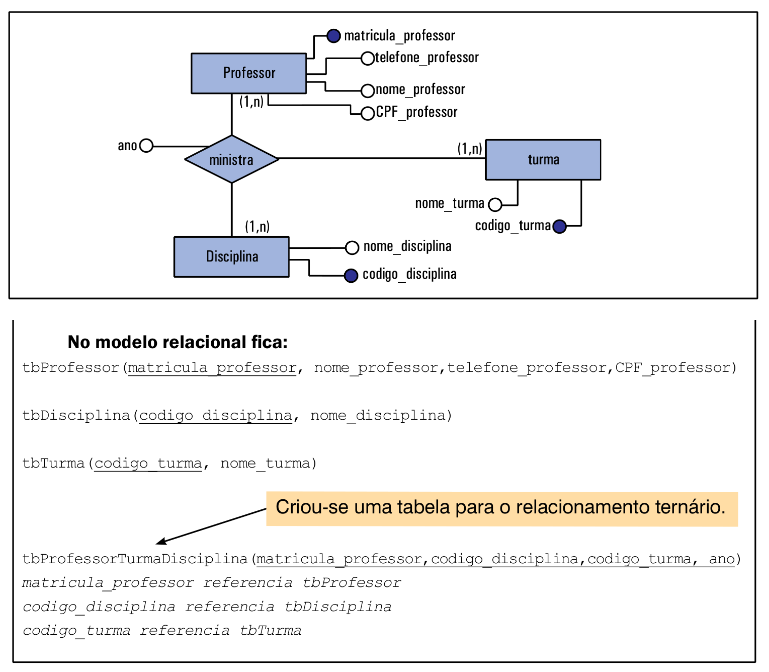 matricula_professor
telefone_professor
Professor
nome_professor
(1,n)
CPF_professor
ano
ministra
(1,n)
turma
nome_turma
codigo_turma
(1,n)
nome_disciplina
Disciplina
codigo_disciplina
No modelo relacional fica:
tbProfessor(matricula_professor, nome_professor,telefone_professor,CPF_professor)
tbDisciplina(codigo_disciplina, nome_disciplina)
tbTurma(codigo_turma, nome_turma)
Criou-se uma tabela para o relacionamento ternário.
tbProfessorTurmaDisciplina(matricula_professor,codigo_disciplina,codigo_turma, ano)
matricula_professor referencia tbProfessor
codigo_disciplina referencia tbDisciplina
codigo_turma referencia tbTurma